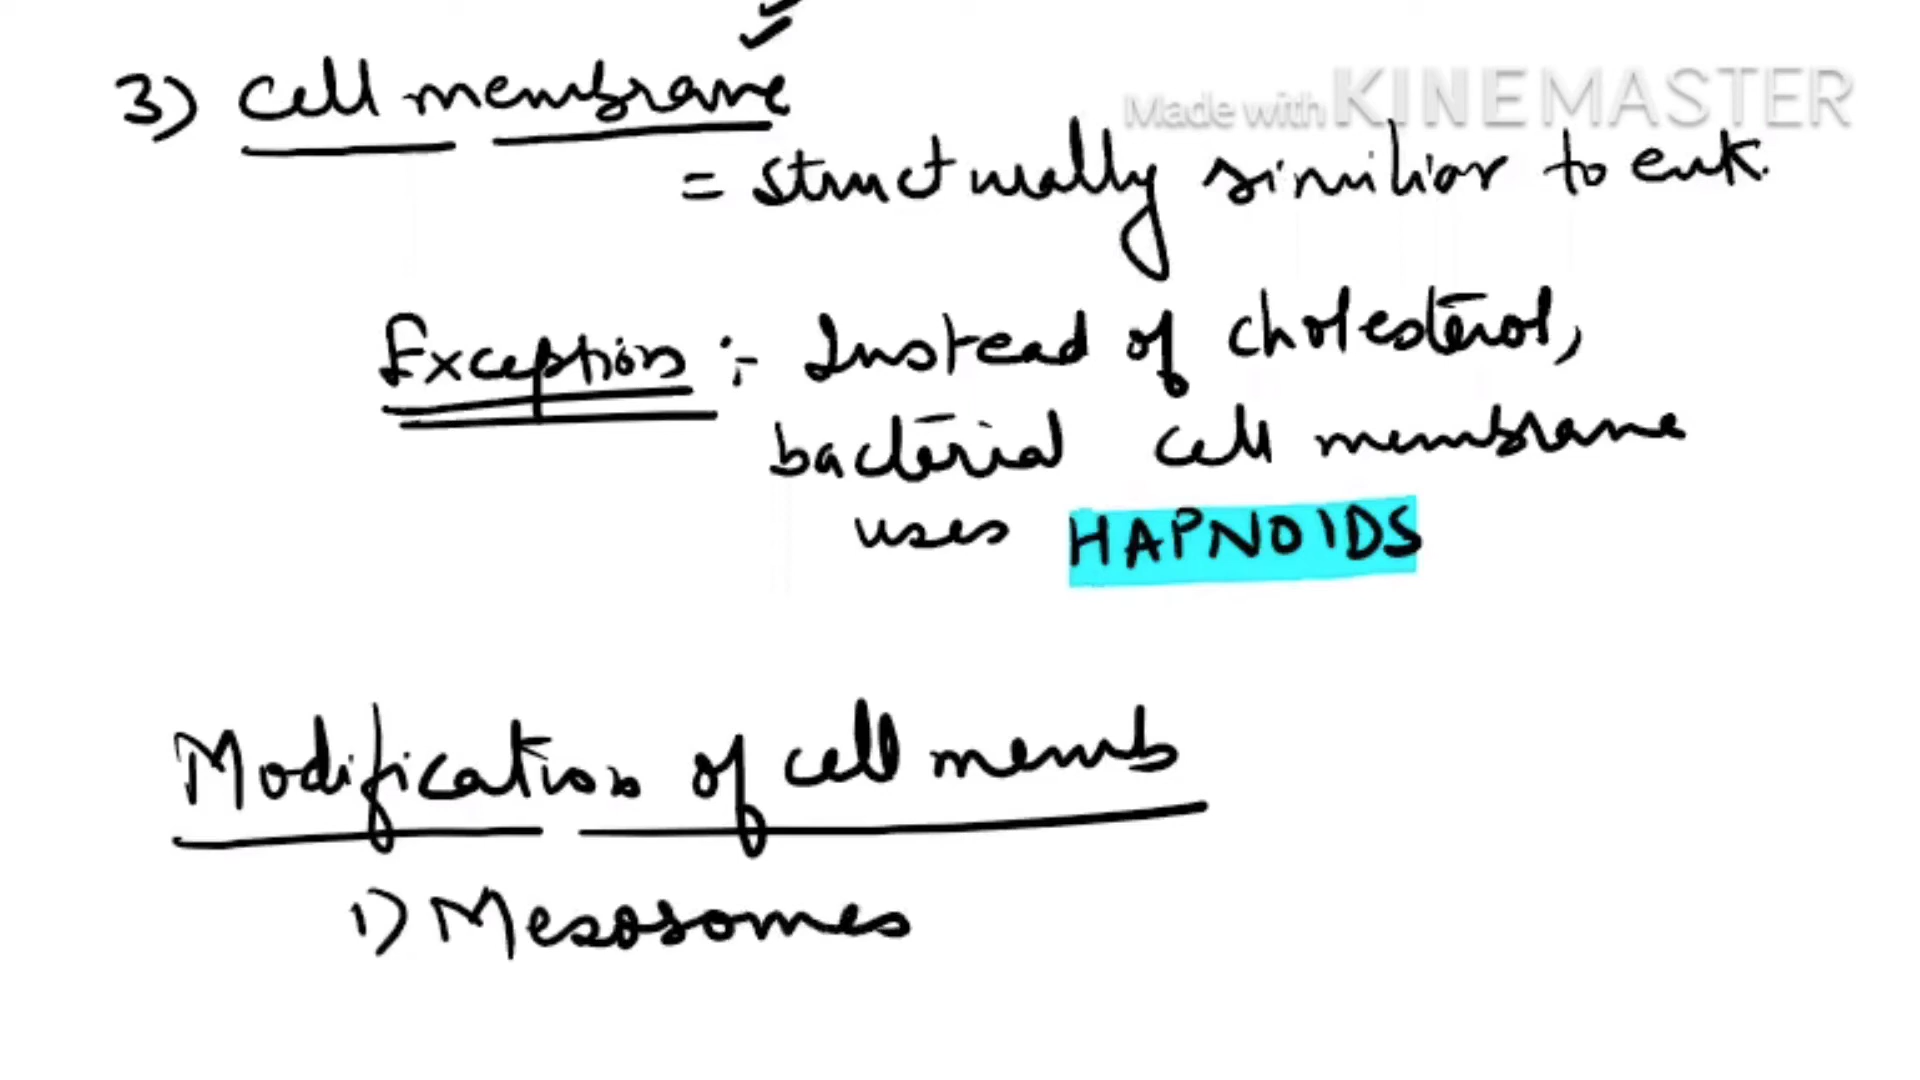 Made with KINEMASTER
3) Cell membrane
= structurally similiar to euk.
Exception :- Instead of cholesterol,
bacterial cell membrane
uses HAPNOIDS
Modification of cell memb
1) Mesosomes